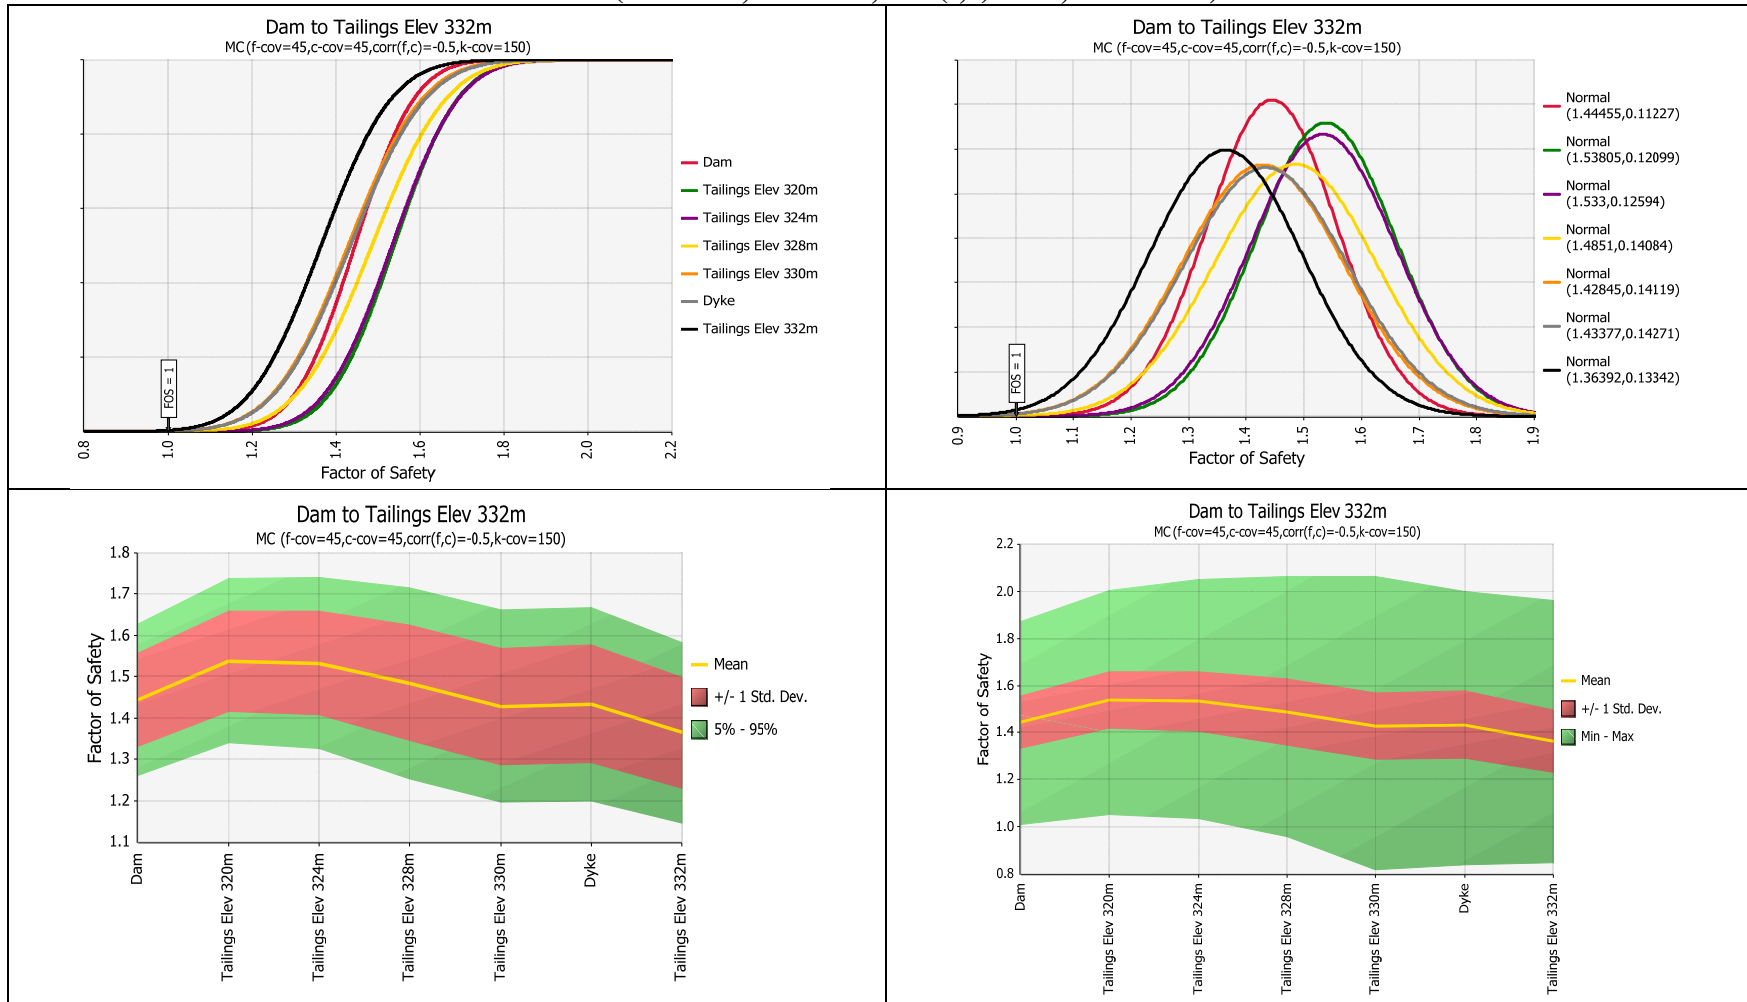 Dam to Tailings Elev 332m
MC (f-cov=45,c-cov=45,corr(f,c)=-0.5,k-cov=150)
FOS = 1
0.8
1.0
1.2
1.4
1.6
1.8
2.0
2.2
Factor of Safety
Dam
Tailings Elev 320m
Tailings Elev 324m
Tailings Elev 328m
Tailings Elev 330m
Dyke
Tailings Elev 332m
Dam to Tailings Elev 332m
MC (f-cov=45,c-cov=45,corr(f,c)=-0.5,k-cov=150)
FOS = 1
0.9
1.0
1.1
1.2
1.3
1.4
1.5
1.6
1.7
1.8
1.9
Factor of Safety
Normal
(1.44455,0.11227)
Normal
(1.53805,0.12099)
Normal
(1.533,0.12594)
Normal
(1.4851,0.14084)
Normal
(1.42845,0.14119)
Normal
(1.43377,0.14271)
Normal
(1.36392,0.13342)
Dam to Tailings Elev 332m
MC (f-cov=45,c-cov=45,corr(f,c)=-0.5,k-cov=150)
Factor of Safety
1.8
1.7
1.6
1.5
1.4
1.3
1.2
1.1
Dam
Tailings Elev 320m
Tailings Elev 324m
Tailings Elev 328m
Tailings Elev 330m
Dyke
Tailings Elev 332m
Mean
+/- 1 Std. Dev.
5% - 95%
Dam to Tailings Elev 332m
MC (f-cov=45,c-cov=45,corr(f,c)=-0.5,k-cov=150)
Factor of Safety
2.2
2.0
1.8
1.6
1.4
1.2
1.0
0.8
Dam
Tailings Elev 320m
Tailings Elev 324m
Tailings Elev 328m
Tailings Elev 330m
Dyke
Tailings Elev 332m
Mean
+/- 1 Std. Dev.
Min - Max